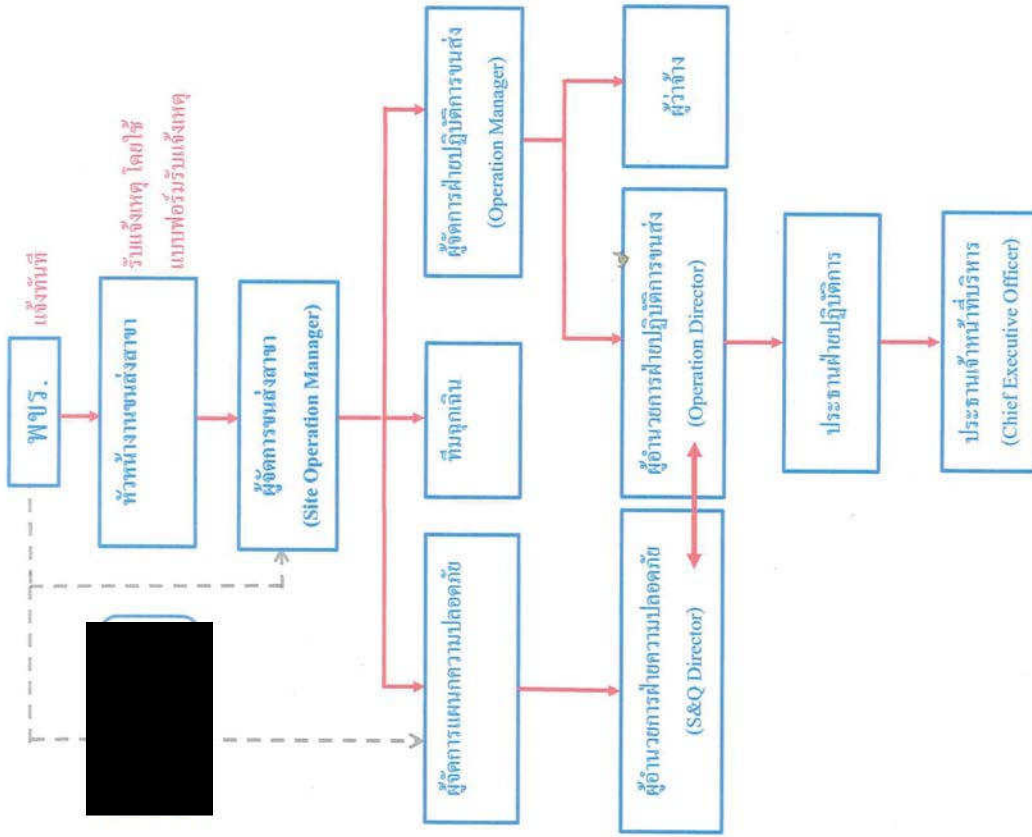 พขร.
แจ้งทันที
หัวหน้างานขนส่งสาขา
รับแจ้งเหตุ โดยใช้
แบบฟอร์มรับแจ้งเหตุ
ผู้จัดการขนส่งสาขา
(Site Operation Manager)
ผู้จัดการแผนกความปลอดภัย
ทีมฉุกเฉิน
ผู้จัดการฝ่ายปฏิบัติการขนส่ง
(Operation Manager)
ผู้อำนวยการฝ่ายความปลอดภัย
(S&Q Director)
ผู้อำนวยการฝ่ายปฏิบัติการขนส่ง
(Operation Director)
ผู้ว่าจ้าง
ประธานฝ่ายปฏิบัติการ
ประธานเจ้าหน้าที่บริหาร
(Chief Executive Officer)